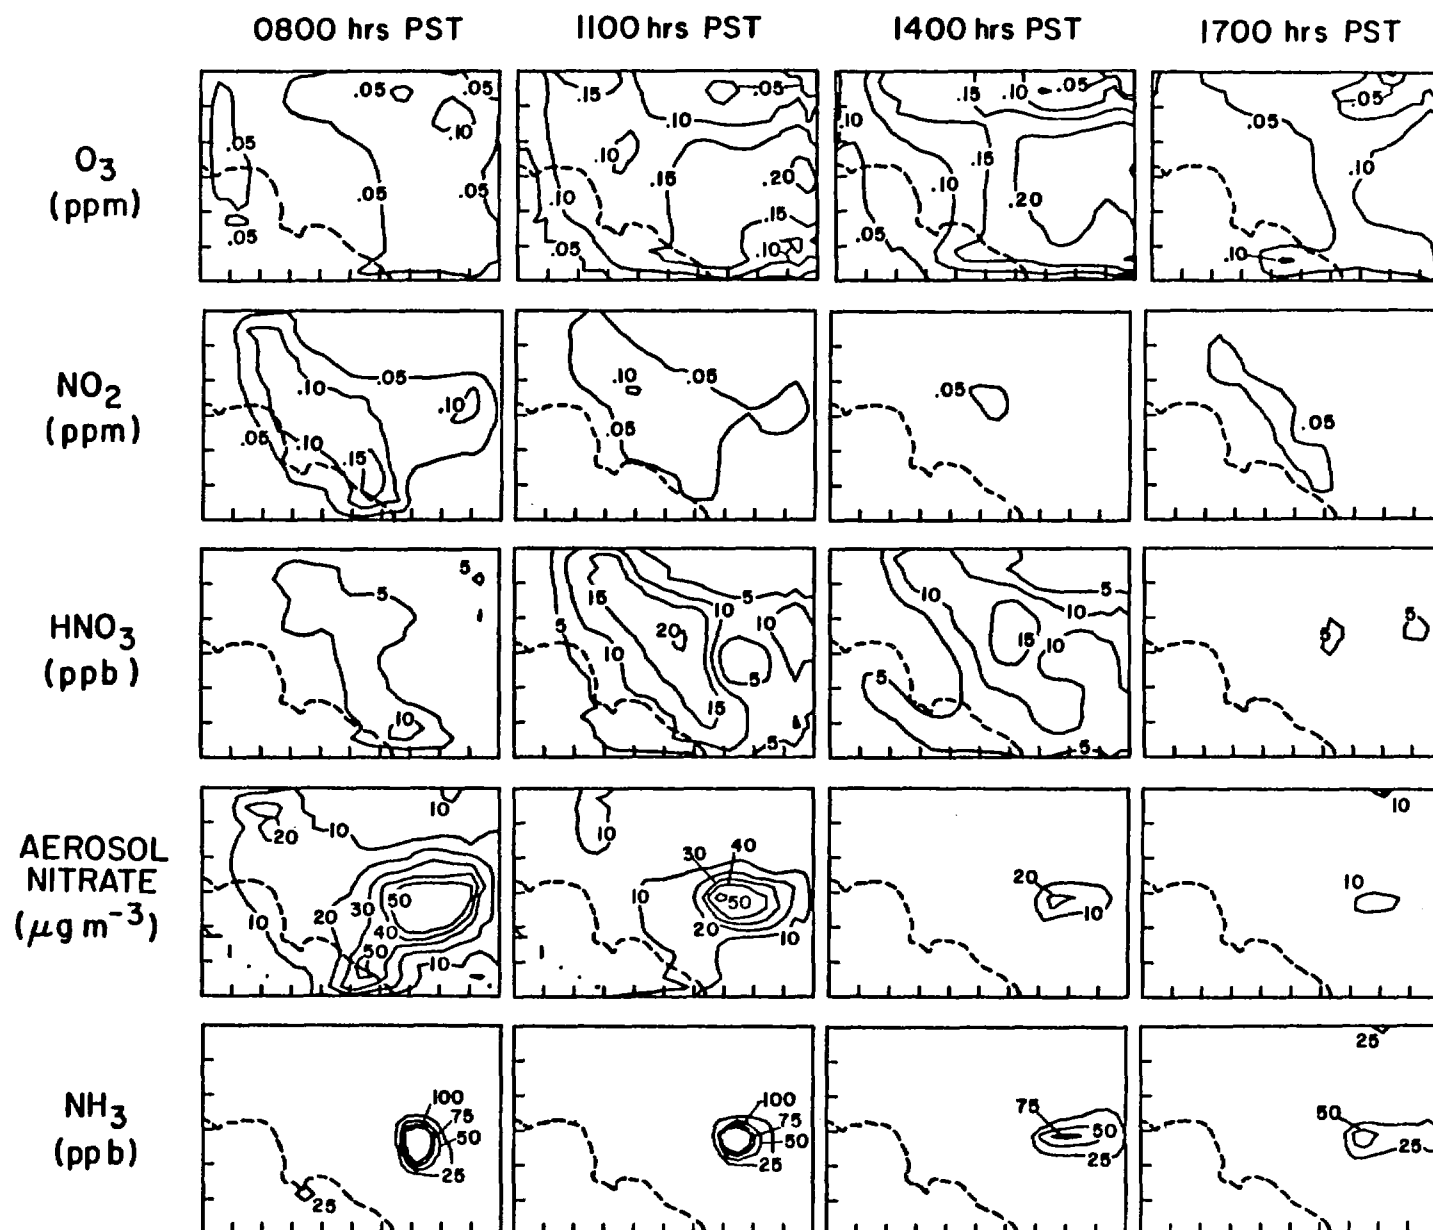 0800 hrs PST 1100 hrs PST 1400 hrs PST 1700 hrs PST
O3
(ppm)
.05 .05 .10 .05 .05 .05 .05
.15 .05 .10 .10 .20 .10 .15 .15 .05 .10
.15 .10 .05 .10 .15 .10 .20 .05
.05 .05 .10 .10
NO2
(ppm)
.05 .10 .10 .05 .10 .15
.10 .05 .05
.05
.05
HNO3
(ppb)
5 5 10
15 5 10 10 5 20 10 5 15 5
5 10 10 15 10 5 5
5 5
AEROSOL
NITRATE
(μg m−3)
10 20 10 50 20 30 10 40 50 10
10 40 30 10 50 20 10
20 10
10 10
NH3
(ppb)
100 75 50 25 25
100 75 50 25
75 50 25
25 50 25